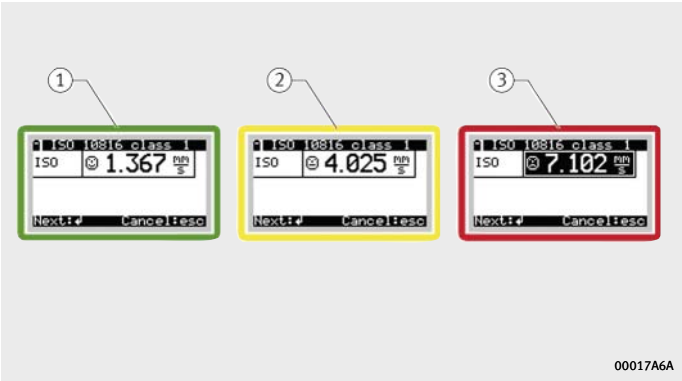 1
2
3
ISO 10816 class 1
ISO 1.367 mm/s
Next:↲ Cancel:esc
ISO 10816 class 1
ISO 4.025 mm/s
Next:↲ Cancel:esc
ISO 10816 class 1
ISO 7.102 mm/s
Next:↲ Cancel:esc
00017A6A